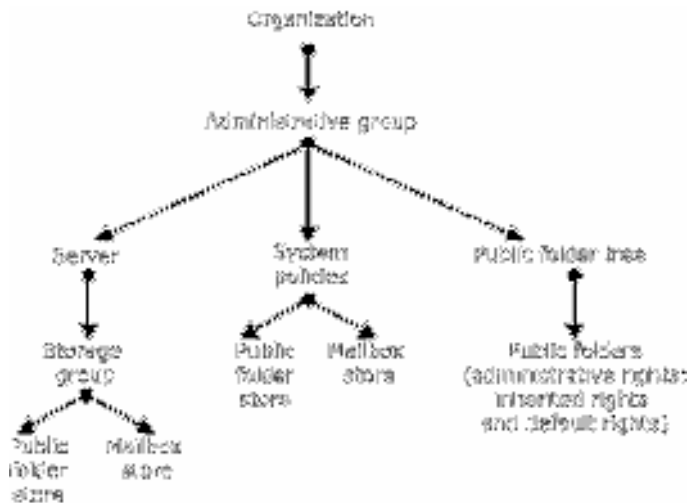 Organization
Administrative group
Server
System
policies
Public folder tree
Storage
group
Public
folder
store
Mailbox
store
Public folders
(administrative rights:
inherited rights
and default rights)
Public
folder
store
Mailbox
store